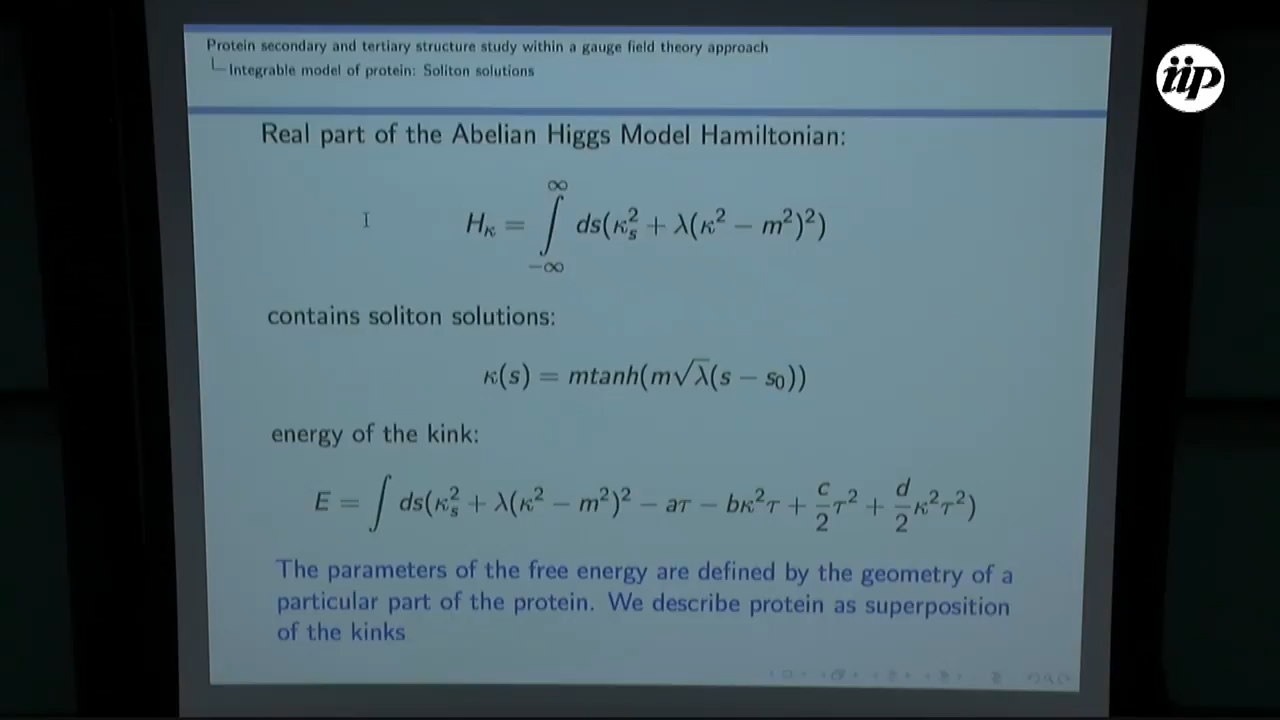 Protein secondary and tertiary structure study within a gauge field theory approach
Integrable model of protein: Soliton solutions
iip
Real part of the Abelian Higgs Model Hamiltonian:
H_κ = ∫_{-∞}^{∞} ds(κ_s^2 + λ(κ^2 − m^2)^2)
contains soliton solutions:
κ(s) = mtanh(m√λ(s − s_0))
energy of the kink:
E = ∫ ds(κ_s^2 + λ(κ^2 − m^2)^2 − aτ − bκ^2τ + c/2 τ^2 + d/2 κ^2τ^2)
The parameters of the free energy are defined by the geometry of a
particular part of the protein. We describe protein as superposition
of the kinks